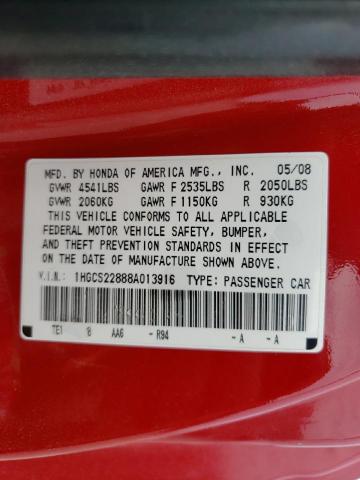 MFD. BY HONDA OF AMERICA MFG., INC. 05/08
GVWR 4541LBS GAWR F 2535LBS R 2050LBS
GVWR 2060KG GAWR F 1150KG R 930KG
THIS VEHICLE CONFORMS TO ALL APPLICABLE
FEDERAL MOTOR VEHICLE SAFETY, BUMPER,
AND THEFT PREVENTION STANDARDS IN EFFECT
ON THE DATE OF MANUFACTURE SHOWN ABOVE.
V.I.N.: 1HGCS22888A013916 TYPE: PASSENGER CAR
TE1 B AA6 - R94 - A - A